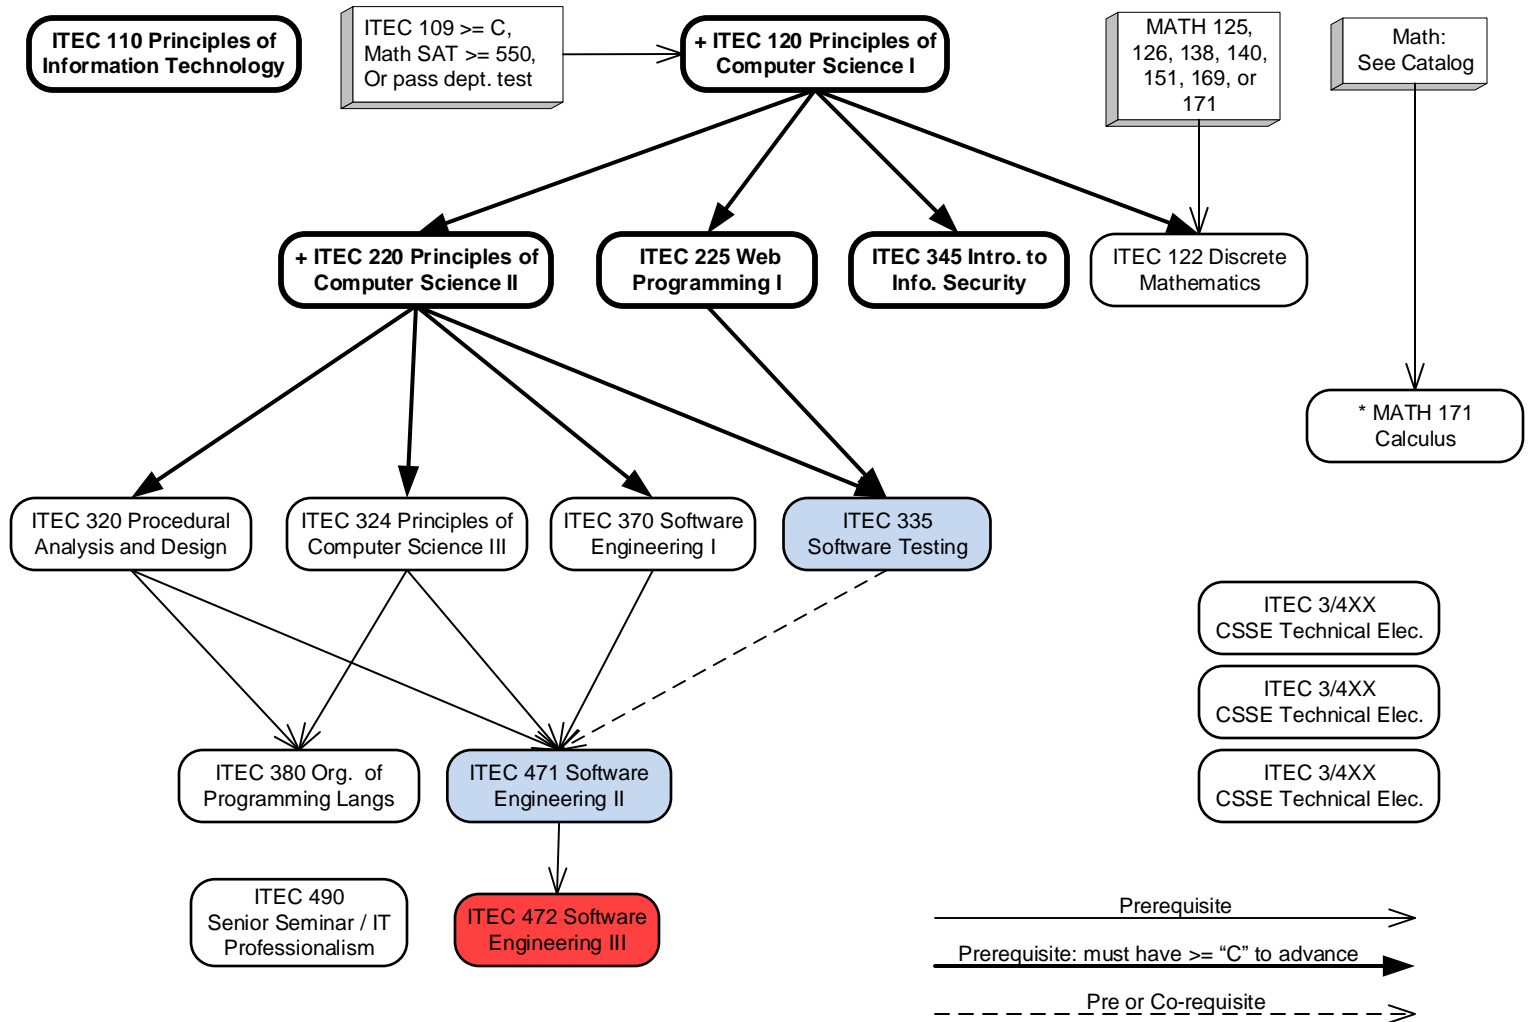 ITEC 110 Principles of
Information Technology
ITEC 109 >= C,
Math SAT >= 550,
Or pass dept. test
+ ITEC 120 Principles of
Computer Science I
MATH 125,
126, 138, 140,
151, 169, or
171
Math:
See Catalog
+ ITEC 220 Principles of
Computer Science II
ITEC 225 Web
Programming I
ITEC 345 Intro. to
Info. Security
ITEC 122 Discrete
Mathematics
* MATH 171
Calculus
ITEC 320 Procedural
Analysis and Design
ITEC 324 Principles of
Computer Science III
ITEC 370 Software
Engineering I
ITEC 335
Software Testing
ITEC 3/4XX
CSSE Technical Elec.
ITEC 3/4XX
CSSE Technical Elec.
ITEC 380 Org. of
Programming Langs
ITEC 471 Software
Engineering II
ITEC 3/4XX
CSSE Technical Elec.
ITEC 490
Senior Seminar / IT
Professionalism
ITEC 472 Software
Engineering III
Prerequisite
Prerequisite: must have >= “C” to advance
Pre or Co-requisite